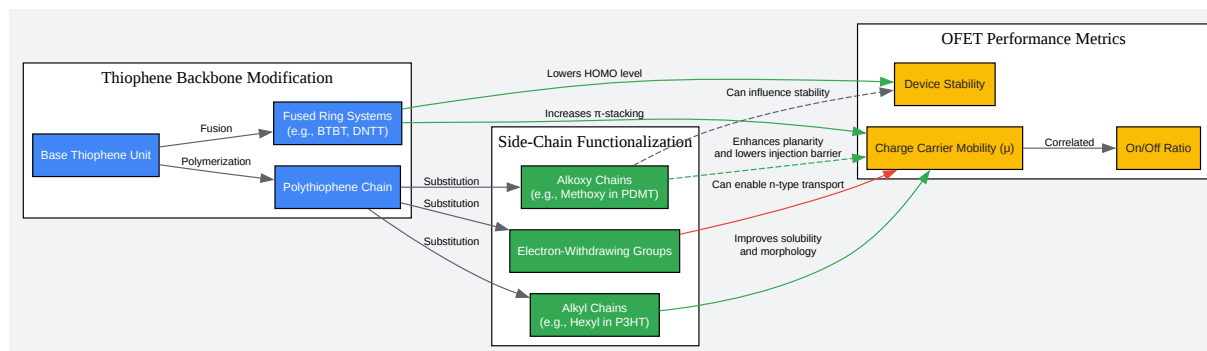 Thiophene Backbone Modification
Base Thiophene Unit
Fusion
Polymerization
Fused Ring Systems
(e.g., BTBT, DNTT)
Polythiophene Chain
Substitution
Substitution
Substitution
Side-Chain Functionalization
Alkoxy Chains
(e.g., Methoxy in PDMT)
Electron-Withdrawing Groups
Alkyl Chains
(e.g., Hexyl in P3HT)
Lowers HOMO level
Can influence stability
Increases π-stacking
Enhances planarity
and lowers injection barrier
Can enable n-type transport
Improves solubility
and morphology
OFET Performance Metrics
Device Stability
Charge Carrier Mobility (μ)
Correlated
On/Off Ratio